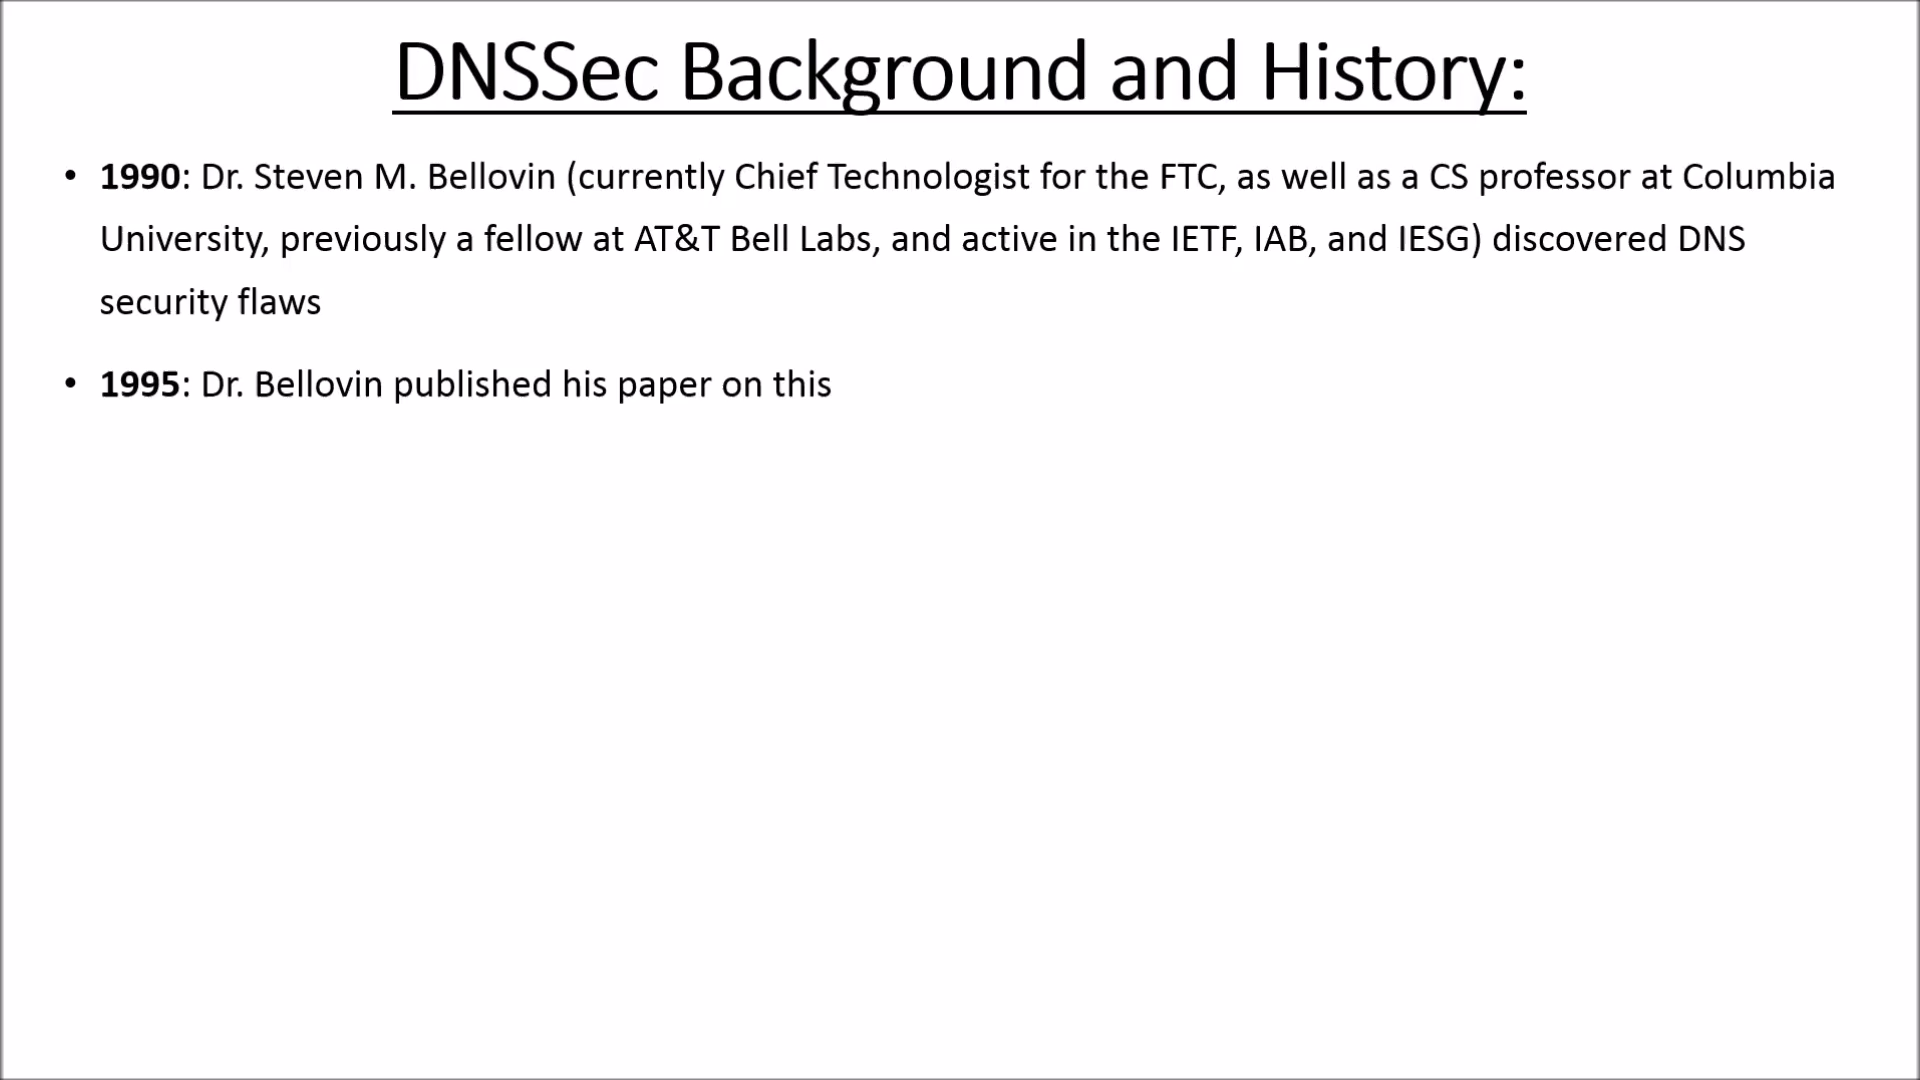 DNSSec Background and History:
• 1990: Dr. Steven M. Bellovin (currently Chief Technologist for the FTC, as well as a CS professor at Columbia
University, previously a fellow at AT&T Bell Labs, and active in the IETF, IAB, and IESG) discovered DNS
security flaws
• 1995: Dr. Bellovin published his paper on this